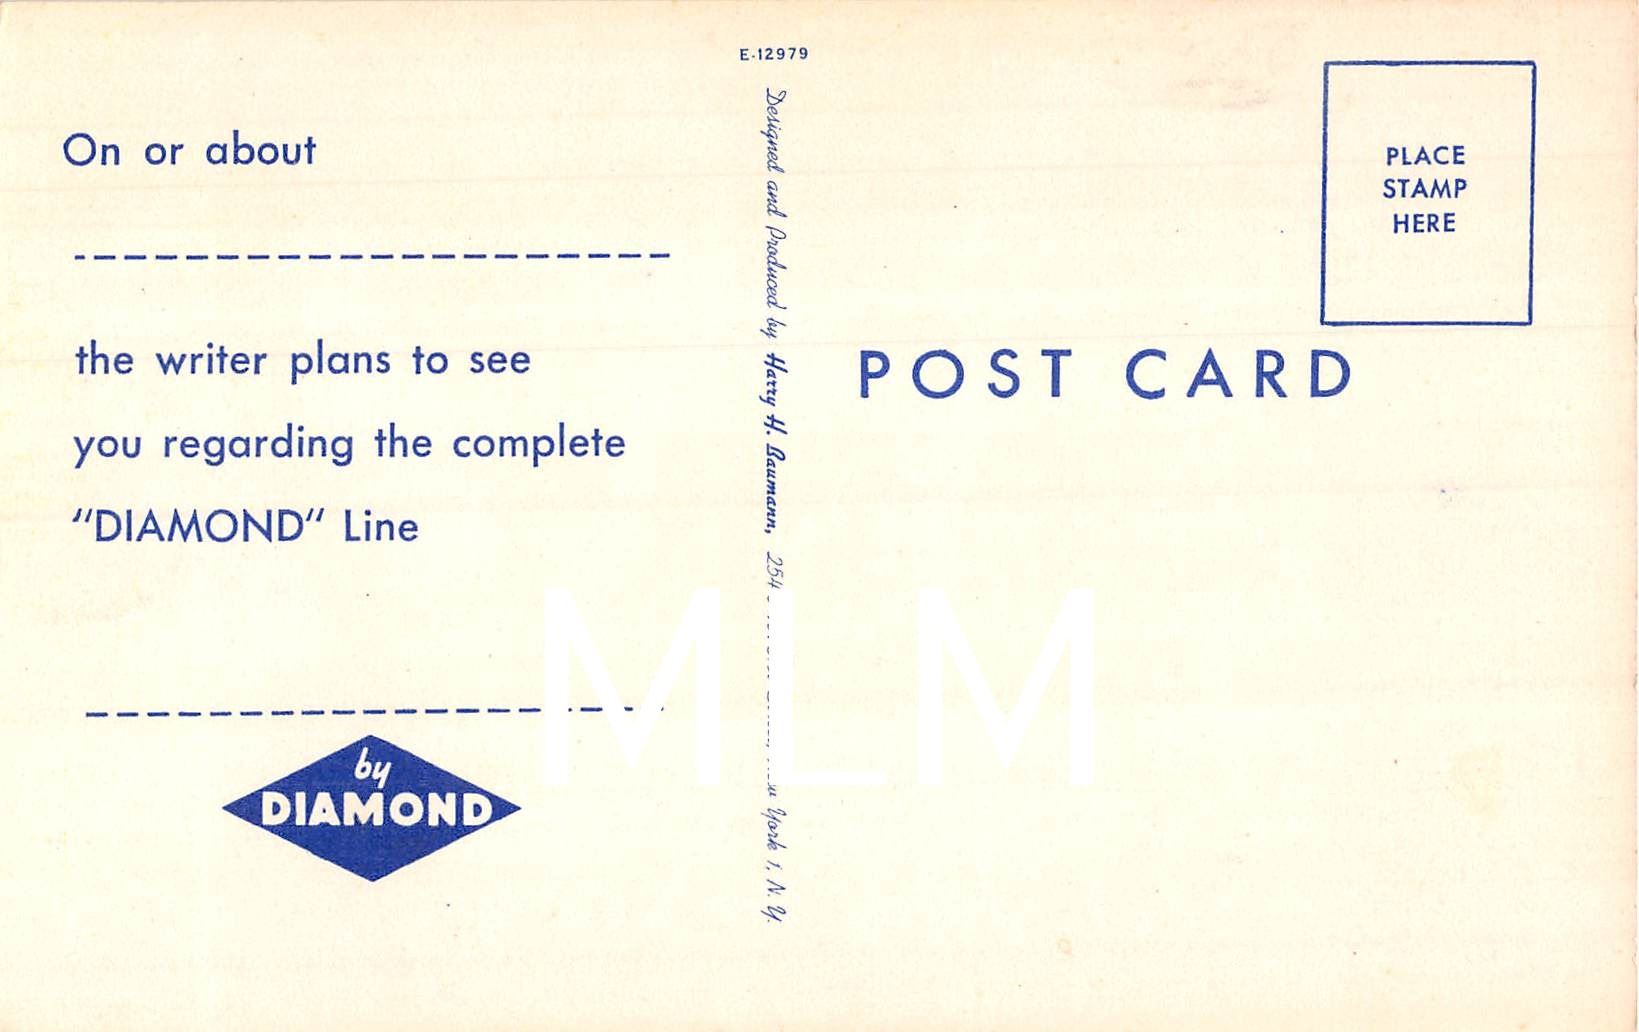 E-12979
On or about
the writer plans to see
you regarding the complete
"DIAMOND" Line
by
DIAMOND
Designed and Produced by Harry H. Baumann, 254 York 1, N. Y.
PLACE
STAMP
HERE
POST CARD
MLM